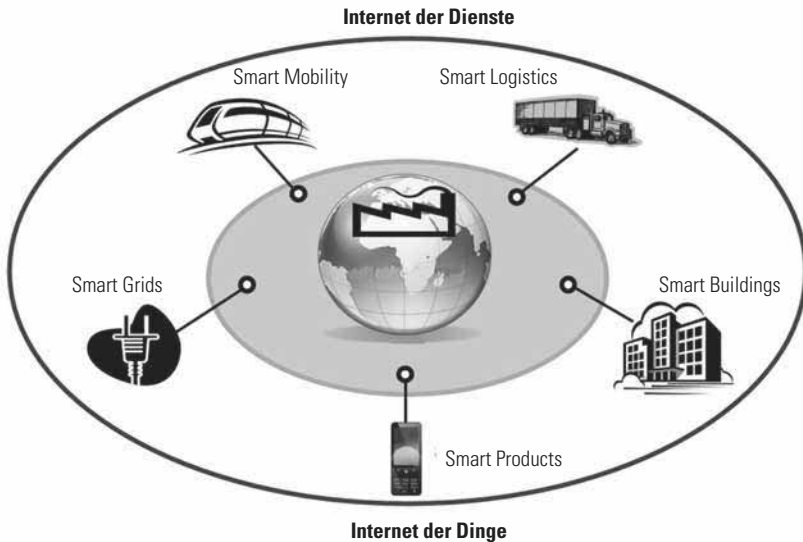 Internet der Dienste
Smart Mobility
Smart Logistics
Smart Grids
Smart Buildings
Smart Products
Internet der Dinge